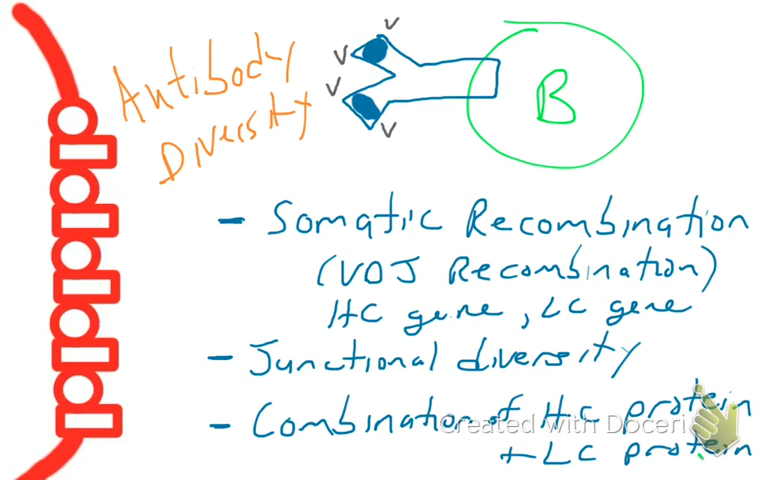 Antibody
Diversity
V
V
V
V
B
- Somatic Recombination
(VDJ Recombination)
HC gene, LC gene
- Junctional diversity
- Combination of HC protein
+ LC protein
Created with Doceri